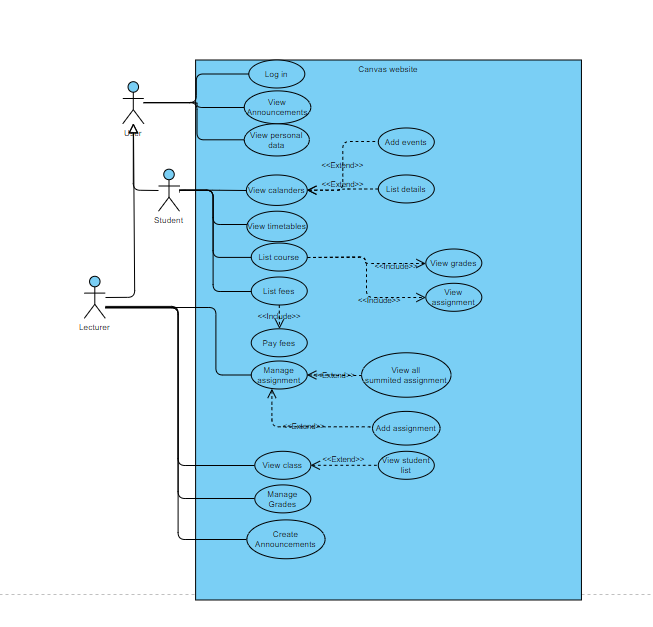 Canvas website
Log in
User
View
Announcements
View personal
data
Add events
<<Extend>>
<<Extend>>
View calanders
List details
Student
View timetables
List course
<<Include>>
View grades
List fees
<<Include>>
View
assignment
<<Include>>
Lecturer
Pay fees
Manage
assignment
<<Extend>>
View all
summited assignment
<<Extend>>
Add assignment
View class
<<Extend>>
View student
list
Manage
Grades
Create
Announcements